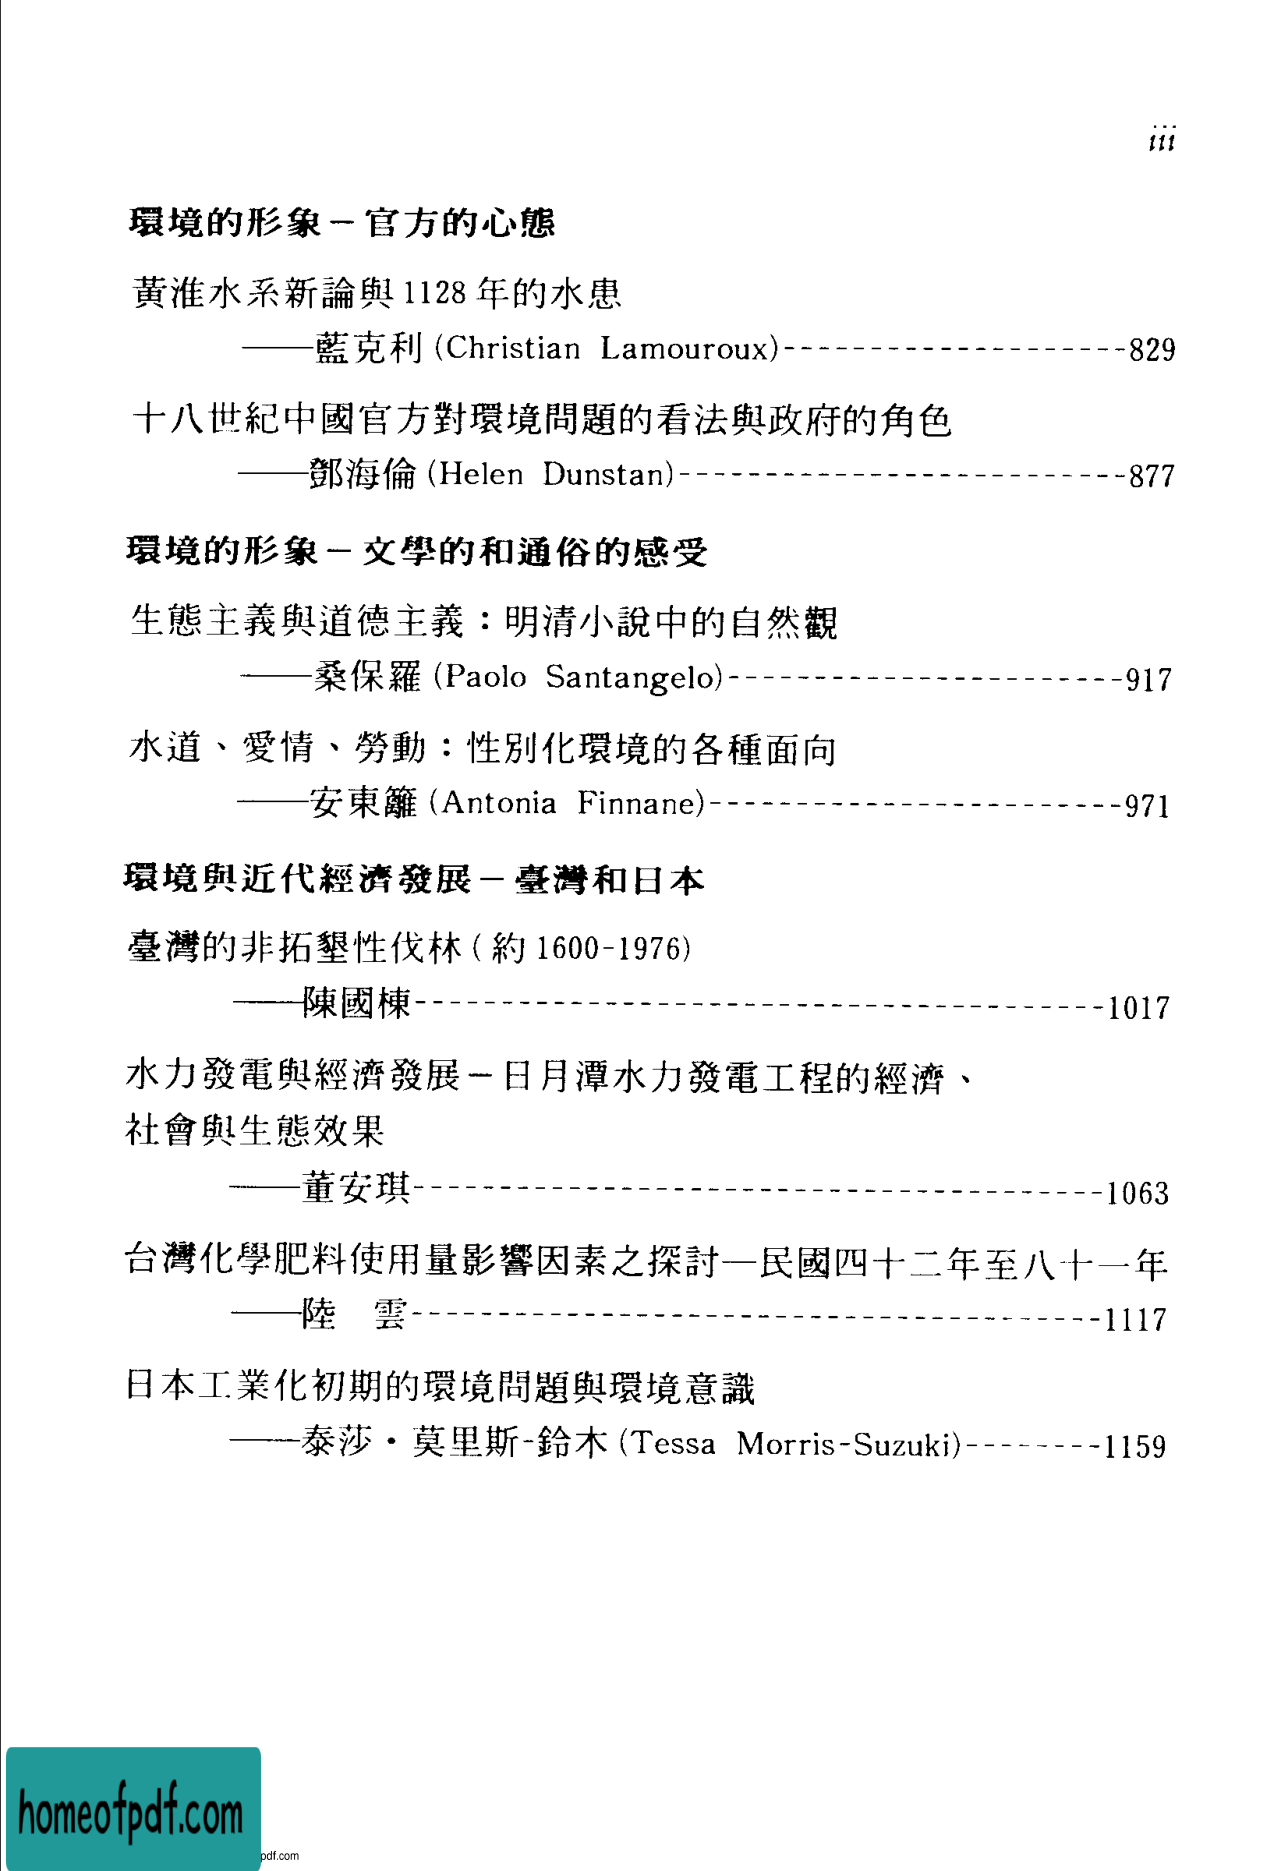 iii
環境的形象－官方的心態
黃淮水系新論與1128年的水患
——藍克利(Christian Lamouroux)--------------------829
十八世紀中國官方對環境問題的看法與政府的角色
——鄧海倫(Helen Dunstan)--------------------------877
環境的形象－文學的和通俗的感受
生態主義與道德主義：明清小說中的自然觀
——桑保羅(Paolo Santangelo)-----------------------917
水道、愛情、勞動：性別化環境的各種面向
——安東籬(Antonia Finnane)------------------------971
環境與近代經濟發展－臺灣和日本
臺灣的非拓墾性伐林(約1600-1976)
——陳國棟----------------------------------------1017
水力發電與經濟發展－日月潭水力發電工程的經濟、
社會與生態效果
——董安琪----------------------------------------1063
台灣化學肥料使用量影響因素之探討—民國四十二年至八十一年
——陸　雲----------------------------------------1117
日本工業化初期的環境問題與環境意識
——泰莎・莫里斯-鈴木(Tessa Morris-Suzuki)--------1159
homeofpdf.com
pdf.com